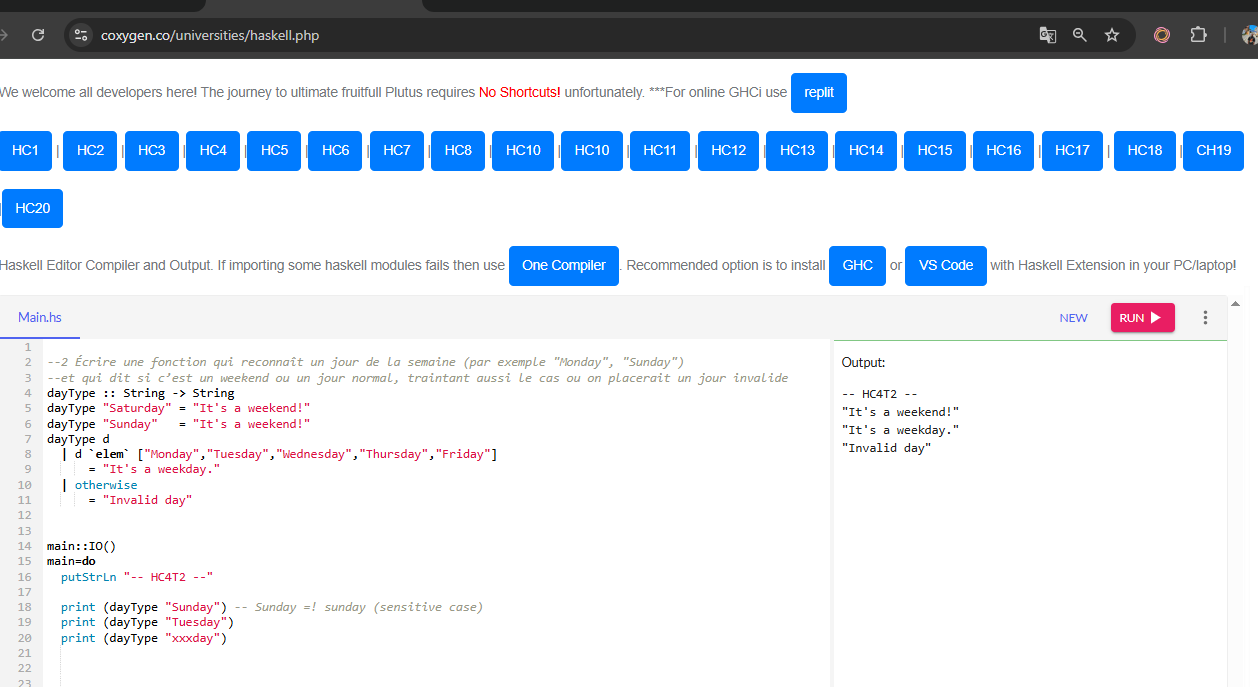 coxygen.co/universities/haskell.php
We welcome all developers here! The journey to ultimate fruitfull Plutus requires No Shortcuts! unfortunately. ***For online GHCi use replit
HC1 | HC2 | HC3 | HC4 | HC5 | HC6 | HC7 | HC8 | HC10 | HC10 | HC11 | HC12 | HC13 | HC14 | HC15 | HC16 | HC17 | HC18 | CH19
| HC20
Haskell Editor Compiler and Output. If importing some haskell modules fails then use One Compiler . Recommended option is to install GHC or VS Code with Haskell Extension in your PC/laptop!
Main.hs
NEW
RUN
1
2 --2 Écrire une fonction qui reconnaît un jour de la semaine (par exemple "Monday", "Sunday")
3 --et qui dit si c’est un weekend ou un jour normal, traintant aussi le cas ou on placerait un jour invalide
4 dayType :: String -> String
5 dayType "Saturday" = "It's a weekend!"
6 dayType "Sunday"   = "It's a weekend!"
7 dayType d
8   | d `elem` ["Monday","Tuesday","Wednesday","Thursday","Friday"]
9       = "It's a weekday."
10   | otherwise
11       = "Invalid day"
12
13
14 main::IO()
15 main=do
16   putStrLn "-- HC4T2 --"
17
18   print (dayType "Sunday") -- Sunday =! sunday (sensitive case)
19   print (dayType "Tuesday")
20   print (dayType "xxxday")
21
22
23
Output:
-- HC4T2 --
"It's a weekend!"
"It's a weekday."
"Invalid day"